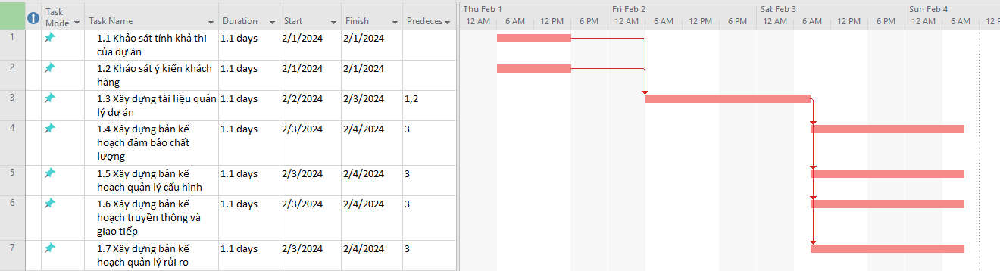 Task Mode Task Name Duration Start Finish Predeces
1 1.1 Khảo sát tính khả thi 1.1 days 2/1/2024 2/1/2024
của dự án
2 1.2 Khảo sát ý kiến khách 1.1 days 2/1/2024 2/1/2024
hàng
3 1.3 Xây dựng tài liệu quản 1.1 days 2/2/2024 2/3/2024 1,2
lý dự án
4 1.4 Xây dựng bản kế 1.1 days 2/3/2024 2/4/2024 3
hoạch đảm bảo chất
lượng
5 1.5 Xây dựng bản kế 1.1 days 2/3/2024 2/4/2024 3
hoạch quản lý cấu hình
6 1.6 Xây dựng bản kế 1.1 days 2/3/2024 2/4/2024 3
hoạch truyền thông và
giao tiếp
7 1.7 Xây dựng bản kế 1.1 days 2/3/2024 2/4/2024 3
hoạch quản lý rủi ro
Thu Feb 1 Fri Feb 2 Sat Feb 3 Sun Feb 4
12 AM 6 AM 12 PM 6 PM 12 AM 6 AM 12 PM 6 PM 12 AM 6 AM 12 PM 6 PM 12 AM 6 AM 12 P